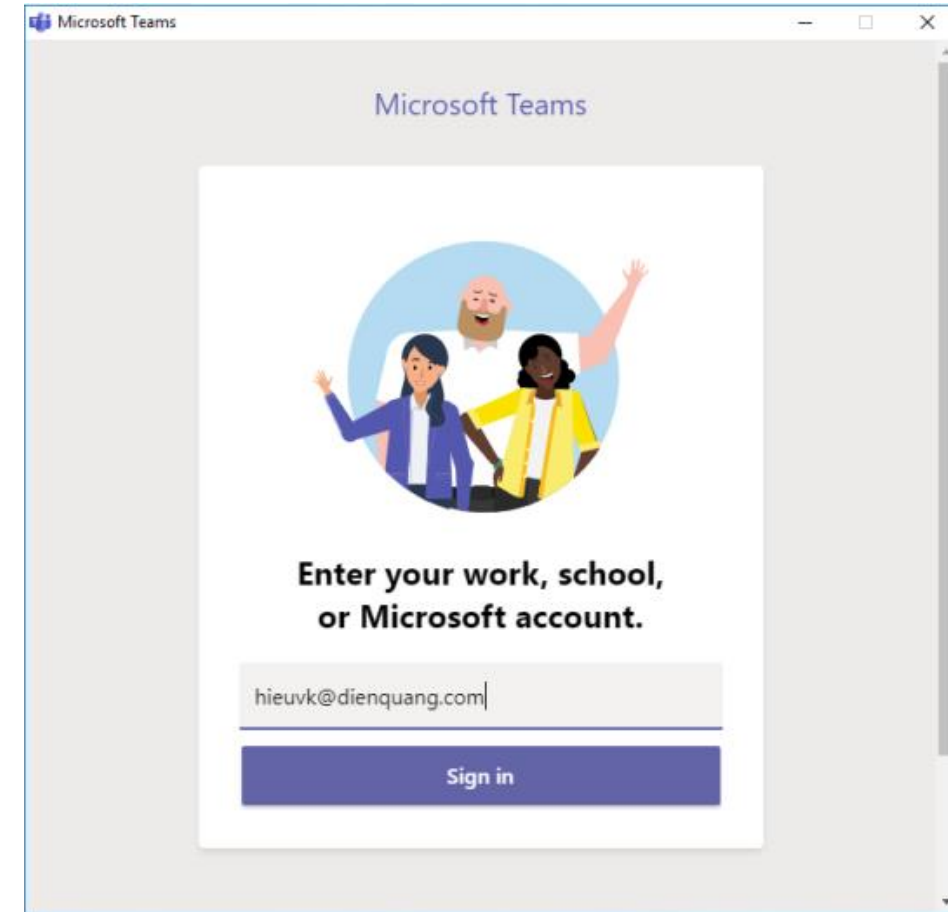 Microsoft Teams
Microsoft Teams
Enter your work, school,
or Microsoft account.
hieuvk@dienquang.com
Sign in